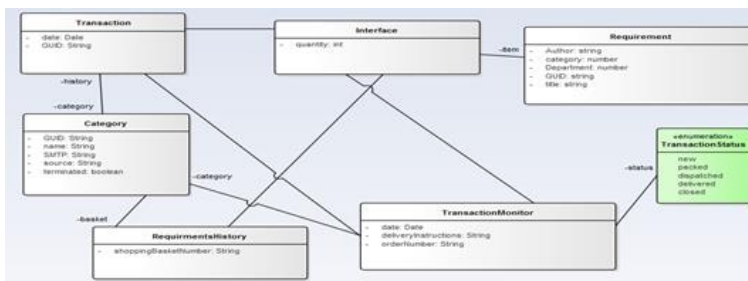 Transaction
- date: Date
- GUID: String
Interface
- quantity: int
Requirement
- Author: string
- category: number
- Department: number
- GUID: string
- title: string
-item
-history
-category
Category
- GUID: String
- name: String
- SMTP: String
- source: String
- terminated: boolean
-category
«enumeration»
TransactionStatus
new
packed
dispatched
delivered
closed
-status
-basket
RequirmentsHistory
- shoppingBasketNumber: String
TransactionMonitor
- date: Date
- deliveryInstructions: String
- orderNumber: String